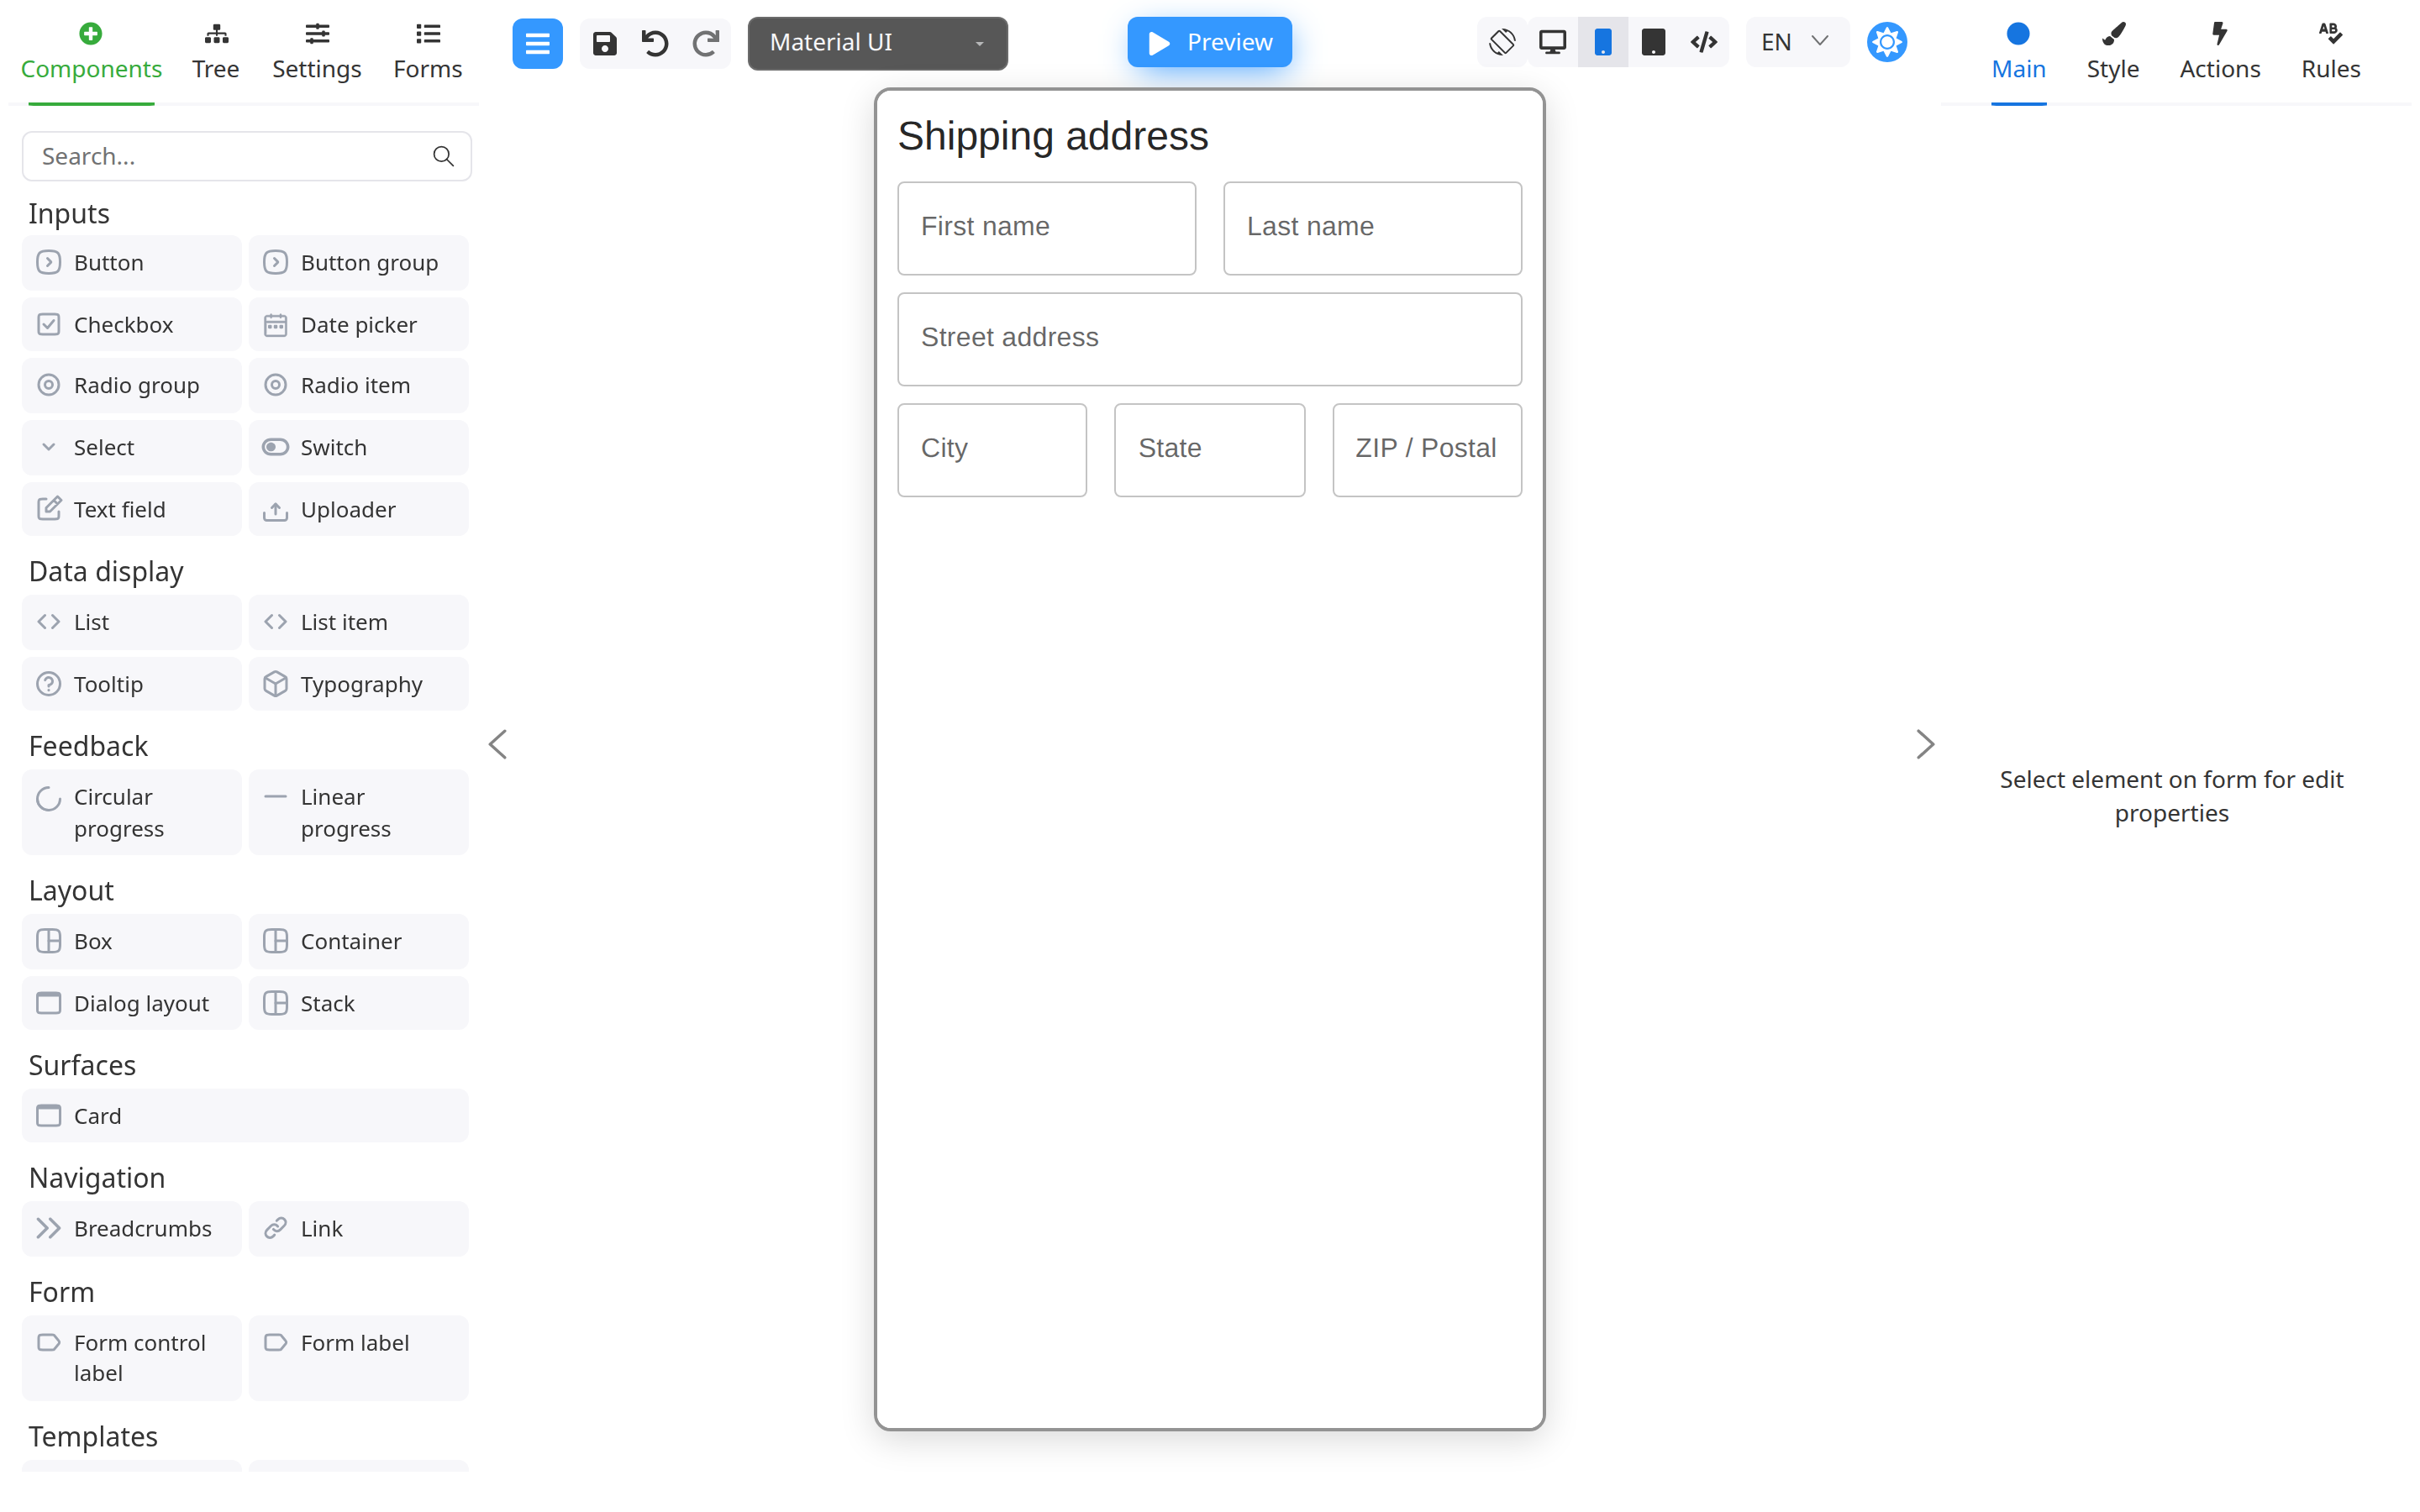 Components Tree Settings Forms
Material UI
Preview
EN
Main Style Actions Rules
Search...
Inputs
Button Button group
Checkbox Date picker
Radio group Radio item
Select Switch
Text field Uploader
Data display
List List item
Tooltip Typography
Feedback
Circular progress
Linear progress
Layout
Box Container
Dialog layout Stack
Surfaces
Card
Navigation
Breadcrumbs Link
Form
Form control label
Form label
Templates
Shipping address
First name Last name
Street address
City State ZIP / Postal
Select element on form for edit
properties